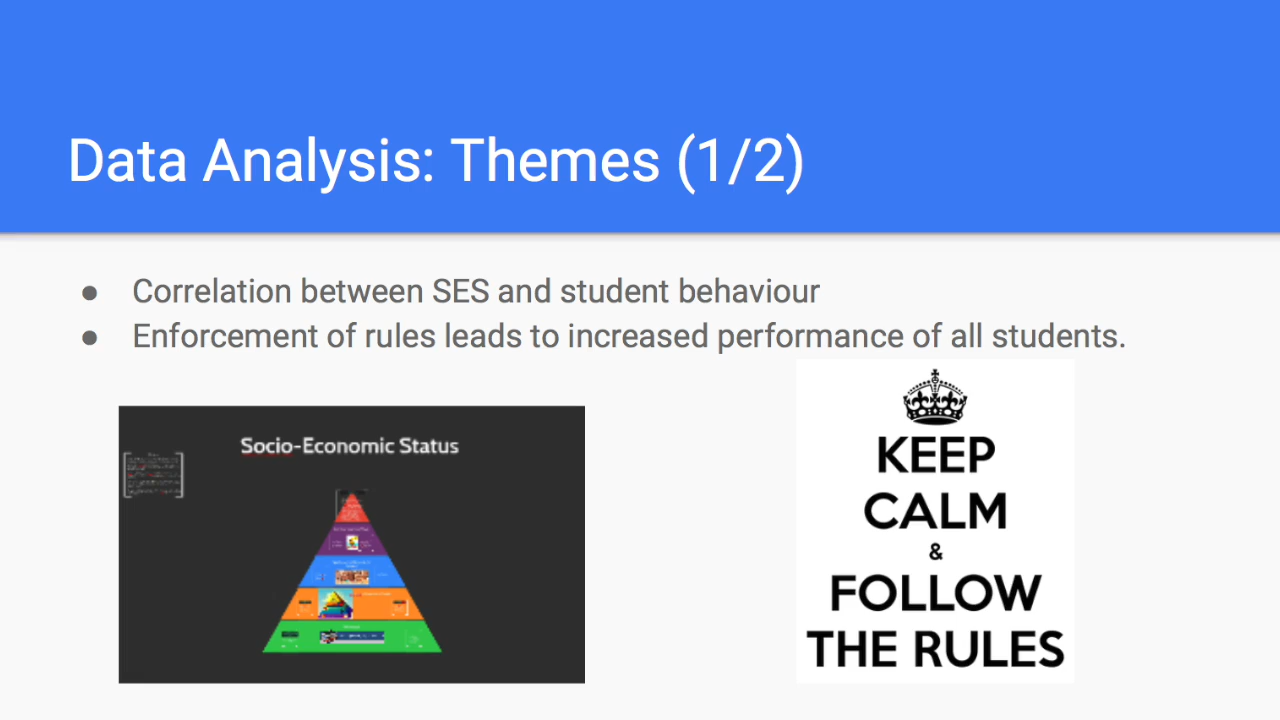 Data Analysis: Themes (1/2)
● Correlation between SES and student behaviour
● Enforcement of rules leads to increased performance of all students.
Socio-Economic Status
KEEP
CALM
&
FOLLOW
THE RULES